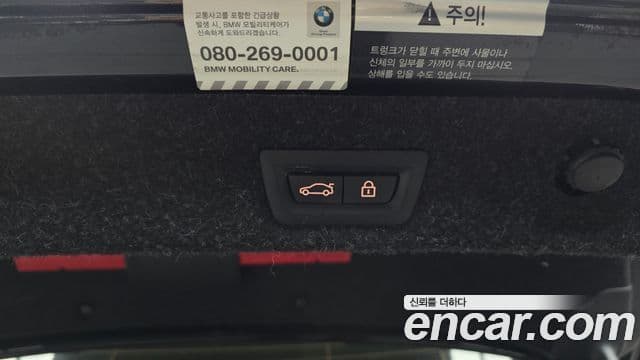 교통사고를 포함한 긴급상황
발생 시, BMW 모빌리티케어가
신속하게 도와드리겠습니다.
080-269-0001
BMW MOBILITY CARE.
주의!
트렁크가 닫힐 때 주변에 사물이나
신체의 일부를 가까이 두지 마십시오.
상해를 입을 수도 있습니다.
신뢰를 더하다
encar.com